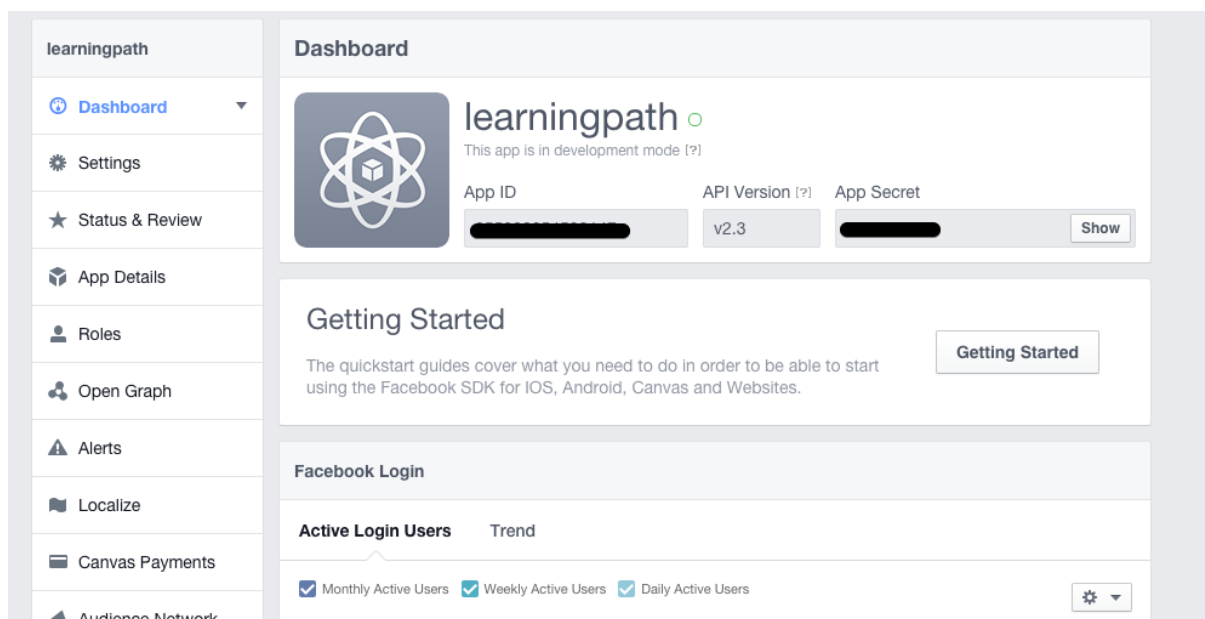 learningpath
Dashboard
Settings
Status & Review
App Details
Roles
Open Graph
Alerts
Localize
Canvas Payments
Audience Network
Dashboard
learningpath
This app is in development mode [?]
App ID
API Version [?]
App Secret
v2.3
Show
Getting Started
The quickstart guides cover what you need to do in order to be able to start
using the Facebook SDK for IOS, Android, Canvas and Websites.
Getting Started
Facebook Login
Active Login Users
Trend
Monthly Active Users
Weekly Active Users
Daily Active Users